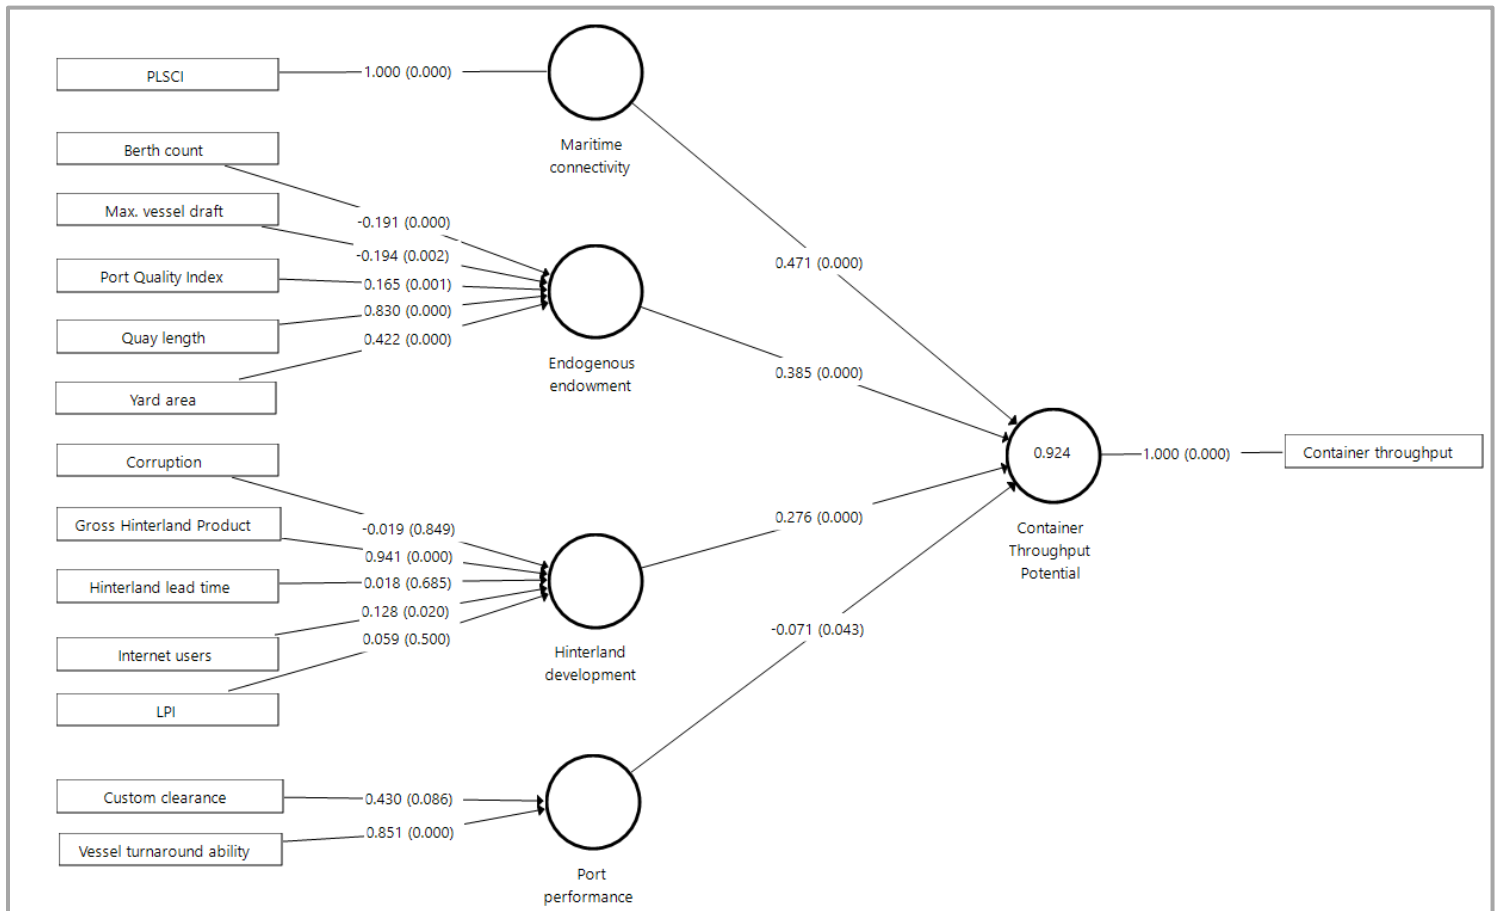 PLSCI
1.000 (0.000)
Maritime
connectivity
Berth count
-0.191 (0.000)
Max. vessel draft
-0.194 (0.002)
Port Quality Index
0.165 (0.001)
Quay length
0.830 (0.000)
Yard area
0.422 (0.000)
Endogenous
endowment
0.471 (0.000)
0.385 (0.000)
Corruption
-0.019 (0.849)
Gross Hinterland Product
0.941 (0.000)
Hinterland lead time
0.018 (0.685)
Internet users
0.128 (0.020)
LPI
0.059 (0.500)
Hinterland
development
0.276 (0.000)
-0.071 (0.043)
Custom clearance
0.430 (0.086)
Vessel turnaround ability
0.851 (0.000)
Port
performance
0.924
Container
Throughput
Potential
1.000 (0.000)
Container throughput